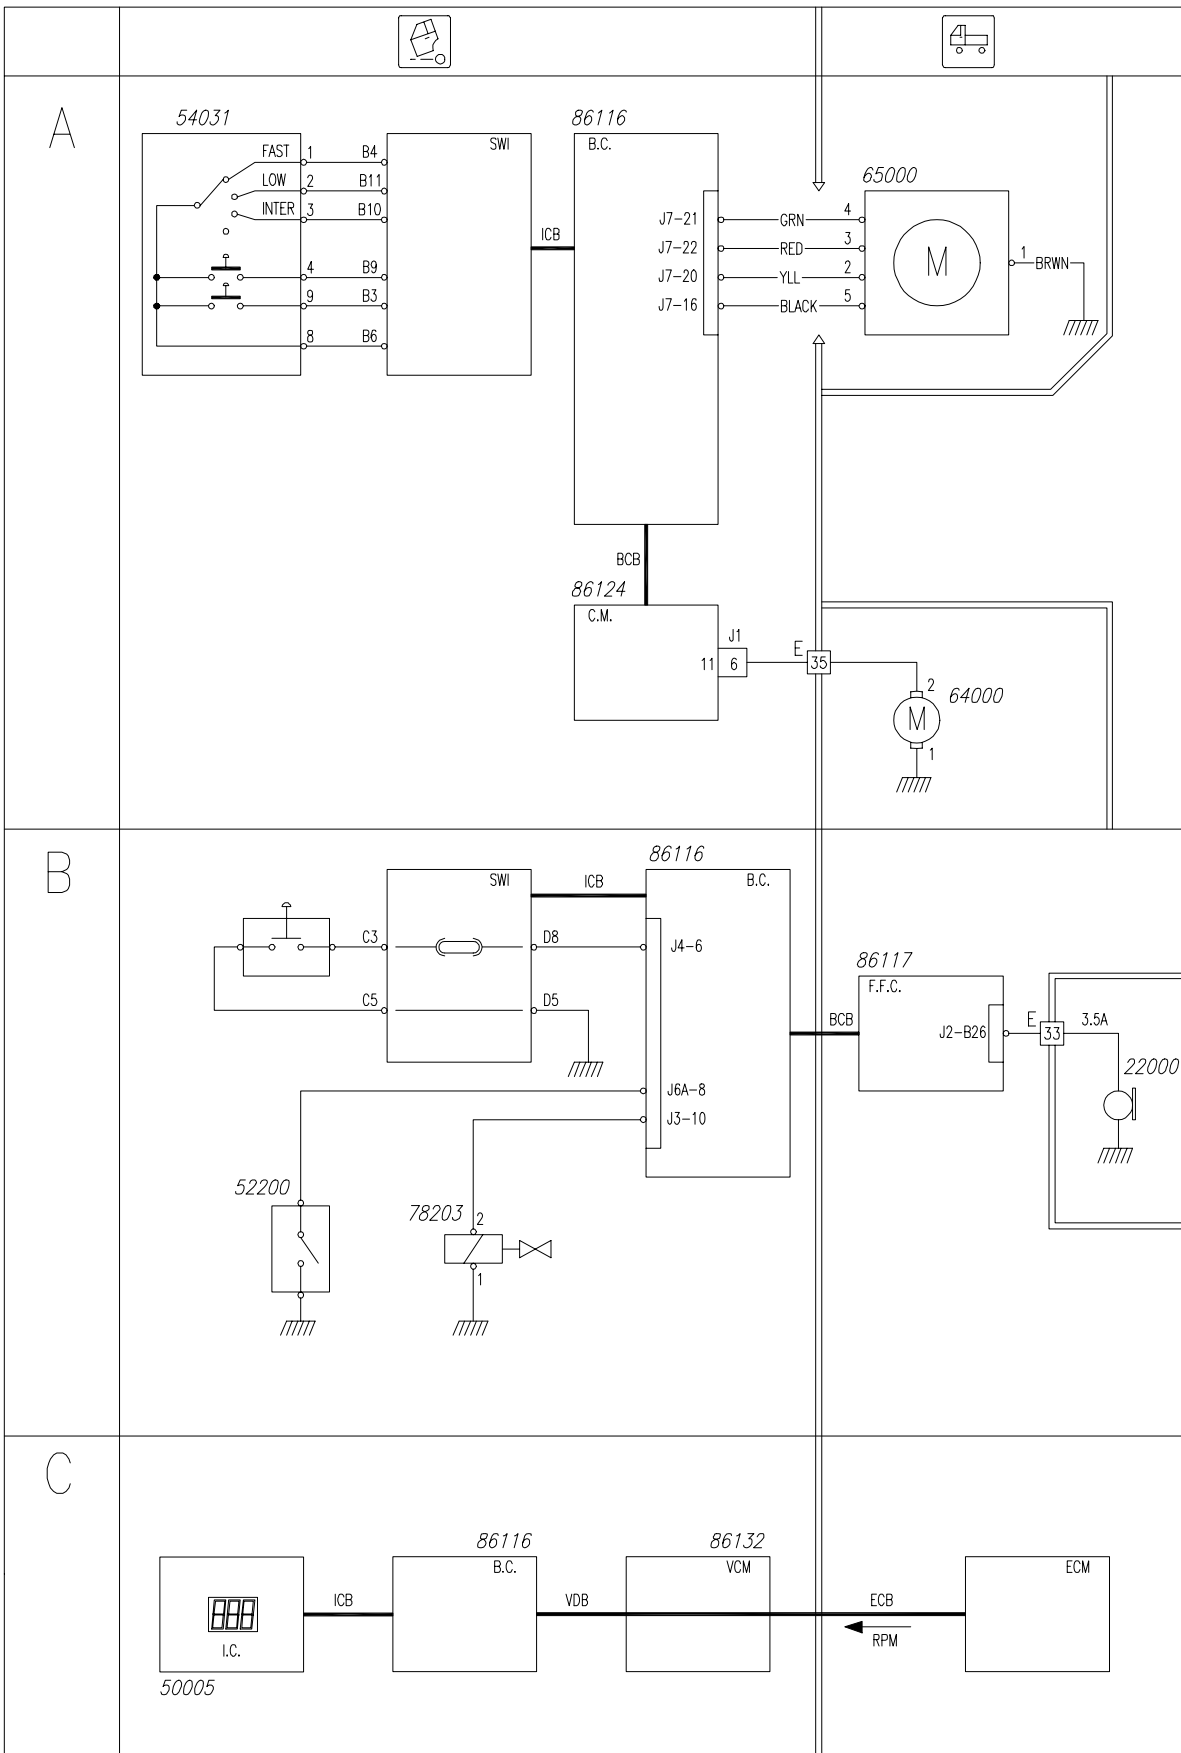 A
54031
FAST 1 B4
LOW 2 B11
INTER 3 B10
4 B9
9 B3
8 B6
SWI
ICB
86116
B.C.
J7-21 GRN 4
J7-22 RED 3
J7-20 YLL 2
J7-16 BLACK 5
65000
M
1 BRWN
BCB
86124
C.M.
J1
11 6
E 35
2
64000
M
1
B
SWI
ICB
86116
B.C.
C3
D8
J4-6
C5
D5
J6A-8
J3-10
BCB
86117
F.F.C.
J2-B26
E 33
3.5A
22000
52200
78203 2
1
C
50005
I.C.
ICB
86116
B.C.
VDB
86132
VCM
ECB
RPM
ECM